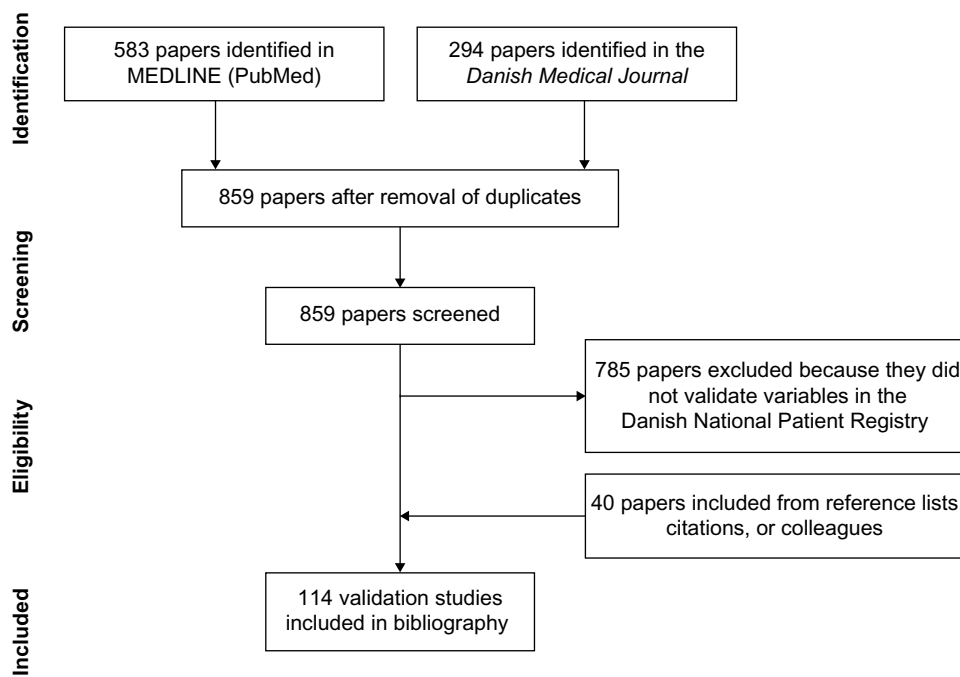 Identification
583 papers identified in
MEDLINE (PubMed)
294 papers identified in the
Danish Medical Journal
859 papers after removal of duplicates
Screening
859 papers screened
785 papers excluded because they did
not validate variables in the
Danish National Patient Registry
Eligibility
40 papers included from reference lists,
citations, or colleagues
Included
114 validation studies
included in bibliography